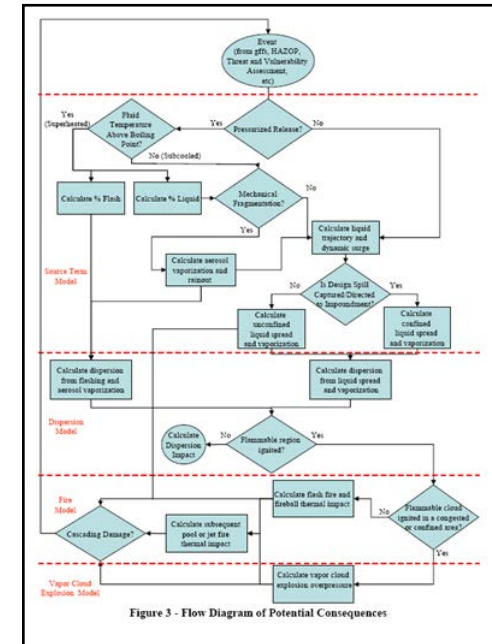 Event
(from gffs, HAZOP,
Threat and Vulnerability
Assessment,
etc)
Yes
(Superheated)
Fluid
Temperature
Above Boiling
Point?
Yes
Pressurized Release?
No
No (Subcooled)
Calculate % Flash
Calculate % Liquid
Mechanical
Fragmentation?
No
Yes
Calculate liquid
trajectory and
dynamic surge
Calculate aerosol
vaporization and
rainout
Source Term
Model
No
Is Design Spill
Captured/Directed
to Impoundment?
Yes
Calculate
unconfined
liquid spread
and vaporization
Calculate
confined
liquid spread
and vaporization
Calculate dispersion
from flashing and
aerosol vaporization
Calculate dispersion
from liquid spread and
vaporization
Dispersion
Model
Calculate
Dispersion
Impact
No
Flammable region
ignited?
Yes
Fire
Model
Calculate flash fire and
fireball thermal impact
No
Flammable cloud
ignited in a congested
or confined area?
Cascading Damage?
Calculate subsequent
pool or jet fire
thermal impact
Yes
Vapor Cloud
Explosion Model
Calculate vapor cloud
explosion overpressure
Figure 3 - Flow Diagram of Potential Consequences